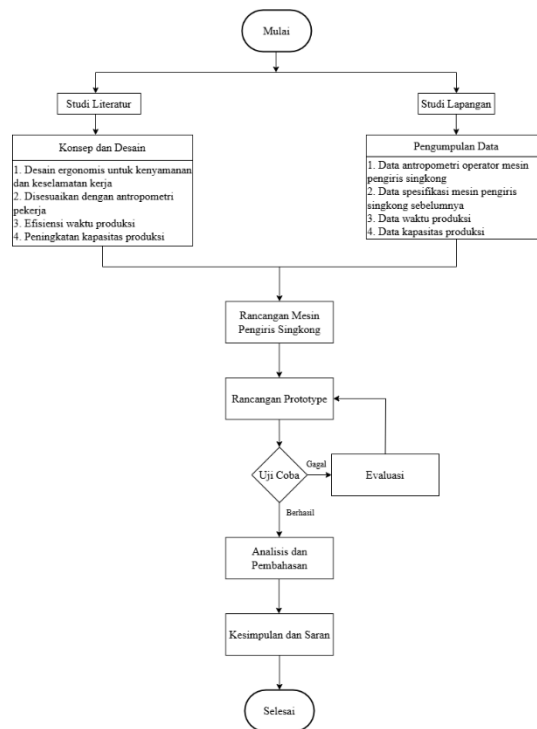 Mulai
Studi Literatur
Studi Lapangan
Konsep dan Desain
1. Desain ergonomis untuk kenyamanan
dan keselamatan kerja
2. Disesuaikan dengan antropometri
pekerja
3. Efisiensi waktu produksi
4. Peningkatan kapasitas produksi
Pengumpulan Data
1. Data antropometri operator mesin
pengiris singkong
2. Data spesifikasi mesin pengiris
singkong sebelumnya
3. Data waktu produksi
4. Data kapasitas produksi
Rancangan Mesin
Pengiris Singkong
Rancangan Prototype
Uji Coba
Gagal
Evaluasi
Berhasil
Analisis dan
Pembahasan
Kesimpulan dan Saran
Selesai